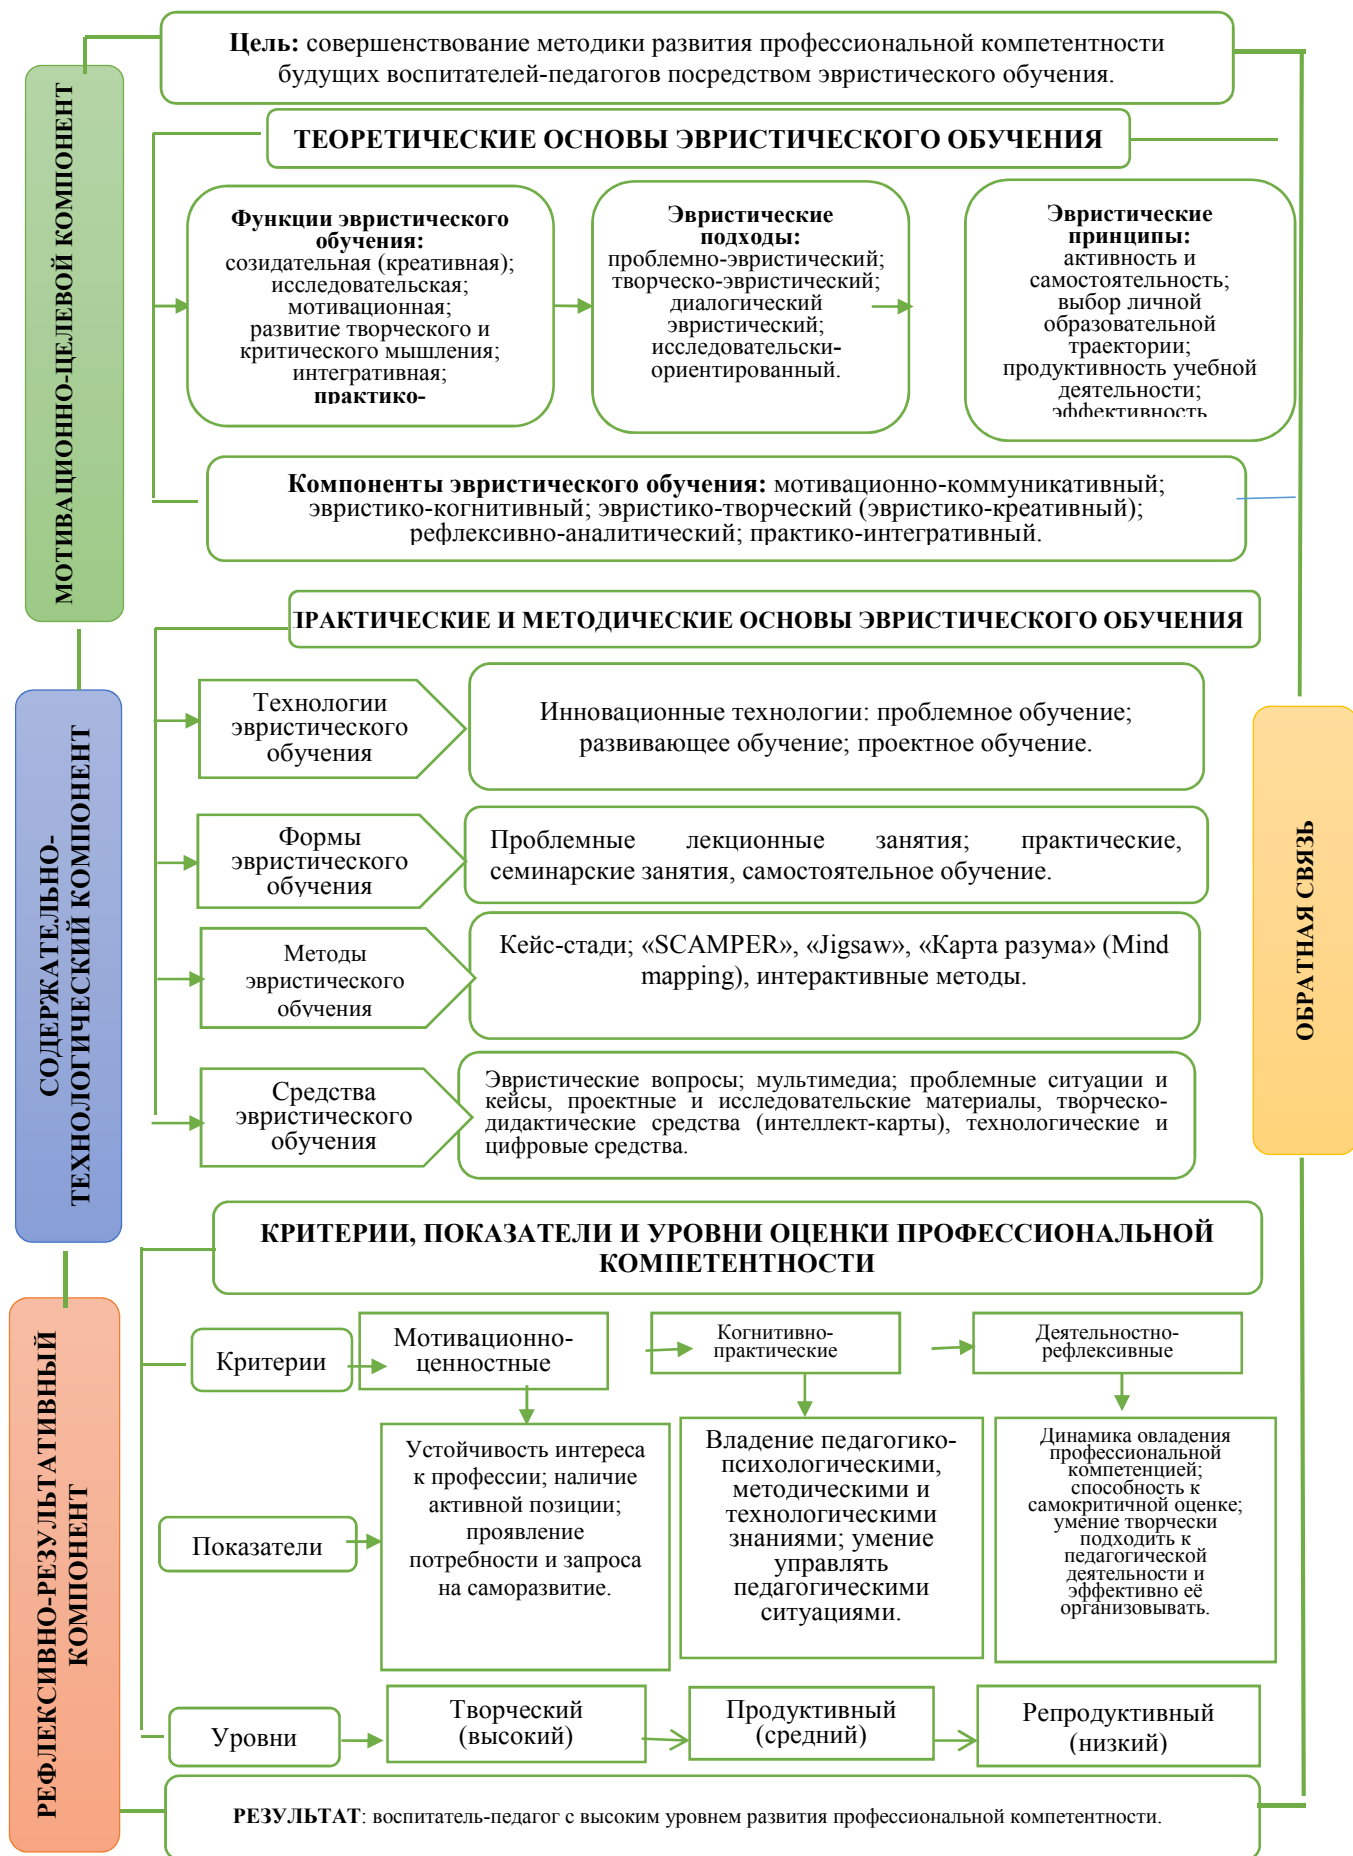 Цель: совершенствование методики развития профессиональной компетентности
будущих воспитателей-педагогов посредством эвристического обучения.
МОТИВАЦИОННО-ЦЕЛЕВОЙ КОМПОНЕНТ
ТЕОРЕТИЧЕСКИЕ ОСНОВЫ ЭВРИСТИЧЕСКОГО ОБУЧЕНИЯ
Функции эвристического
обучения:
созидательная (креативная);
исследовательская;
мотивационная;
развитие творческого и
критического мышления;
интегративная;
практико-
Эвристические
подходы:
проблемно-эвристический;
творческо-эвристический;
диалогический
эвристический;
исследовательски-
ориентированный.
Эвристические
принципы:
активность и
самостоятельность;
выбор личной
образовательной
траектории;
продуктивность учебной
деятельности;
эффективность
Компоненты эвристического обучения: мотивационно-коммуникативный;
эвристико-когнитивный; эвристико-творческий (эвристико-креативный);
рефлексивно-аналитический; практико-интегративный.
СОДЕРЖАТЕЛЬНО-
ТЕХНОЛОГИЧЕСКИЙ КОМПОНЕНТ
ПРАКТИЧЕСКИЕ И МЕТОДИЧЕСКИЕ ОСНОВЫ ЭВРИСТИЧЕСКОГО ОБУЧЕНИЯ
Технологии
эвристического
обучения
Инновационные технологии: проблемное обучение;
развивающее обучение; проектное обучение.
Формы
эвристического
обучения
Проблемные лекционные занятия; практические,
семинарские занятия, самостоятельное обучение.
Методы
эвристического
обучения
Кейс-стади; «SCAMPER», «Jigsaw», «Карта разума» (Mind
mapping), интерактивные методы.
Средства
эвристического
обучения
Эвристические вопросы; мультимедиа; проблемные ситуации и
кейсы, проектные и исследовательские материалы, творческо-
дидактические средства (интеллект-карты), технологические и
цифровые средства.
ОБРАТНАЯ СВЯЗЬ
РЕФЛЕКСИВНО-РЕЗУЛЬТАТИВНЫЙ
КОМПОНЕНТ
КРИТЕРИИ, ПОКАЗАТЕЛИ И УРОВНИ ОЦЕНКИ ПРОФЕССИОНАЛЬНОЙ
КОМПЕТЕНТНОСТИ
Критерии
Мотивационно-
ценностные
Когнитивно-
практические
Деятельностно-
рефлексивные
Показатели
Устойчивость интереса
к профессии; наличие
активной позиции;
проявление
потребности и запроса
на саморазвитие.
Владение педагогико-
психологическими,
методическими и
технологическими
знаниями; умение
управлять
педагогическими
ситуациями.
Динамика овладения
профессиональной
компетенцией;
способность к
самокритичной оценке;
умение творчески
подходить к
педагогической
деятельности и
эффективно её
организовывать.
Уровни
Творческий
(высокий)
Продуктивный
(средний)
Репродуктивный
(низкий)
РЕЗУЛЬТАТ: воспитатель-педагог с высоким уровнем развития профессиональной компетентности.